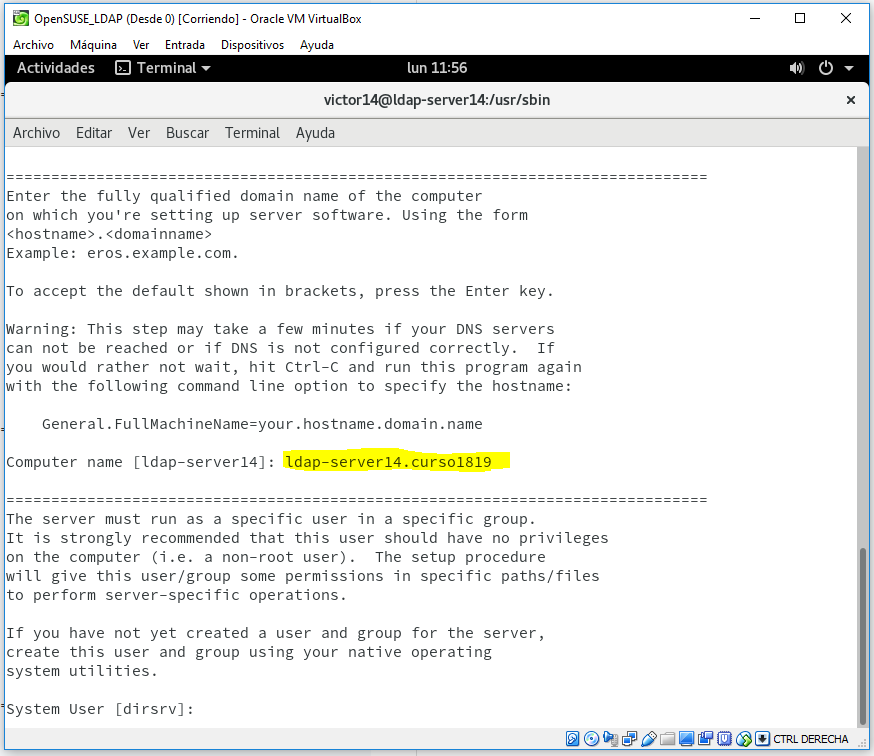 OpenSUSE_LDAP (Desde 0) [Corriendo] - Oracle VM VirtualBox
Archivo Máquina Ver Entrada Dispositivos Ayuda
Actividades Terminal lun 11:56
victor14@ldap-server14:/usr/sbin
Archivo Editar Ver Buscar Terminal Ayuda
==============================================================================
Enter the fully qualified domain name of the computer
on which you're setting up server software. Using the form
<hostname>.<domainname>
Example: eros.example.com.
To accept the default shown in brackets, press the Enter key.
Warning: This step may take a few minutes if your DNS servers
can not be reached or if DNS is not configured correctly.  If
you would rather not wait, hit Ctrl-C and run this program again
with the following command line option to specify the hostname:
    General.FullMachineName=your.hostname.domain.name
Computer name [ldap-server14]: ldap-server14.curso1819
==============================================================================
The server must run as a specific user in a specific group.
It is strongly recommended that this user should have no privileges
on the computer (i.e. a non-root user).  The setup procedure
will give this user/group some permissions in specific paths/files
to perform server-specific operations.
If you have not yet created a user and group for the server,
create this user and group using your native operating
system utilities.
System User [dirsrv]:
CTRL DERECHA